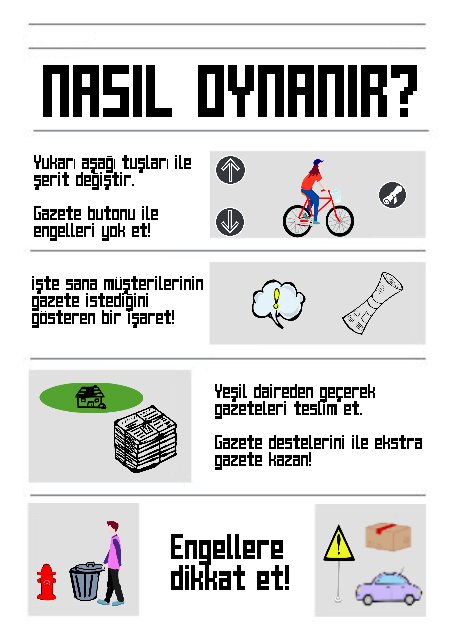 NASIL OYNANIR?
Yukarı aşağı tuşları ile
şerit değiştir.
Gazete butonu ile
engelleri yok et!
işte sana müşterilerinin
gazete istediğini
gösteren bir işaret!
Yeşil daireden geçerek
gazeteleri teslim et.
Gazete destelerini ile ekstra
gazete kazan!
Engellere
dikkat et!